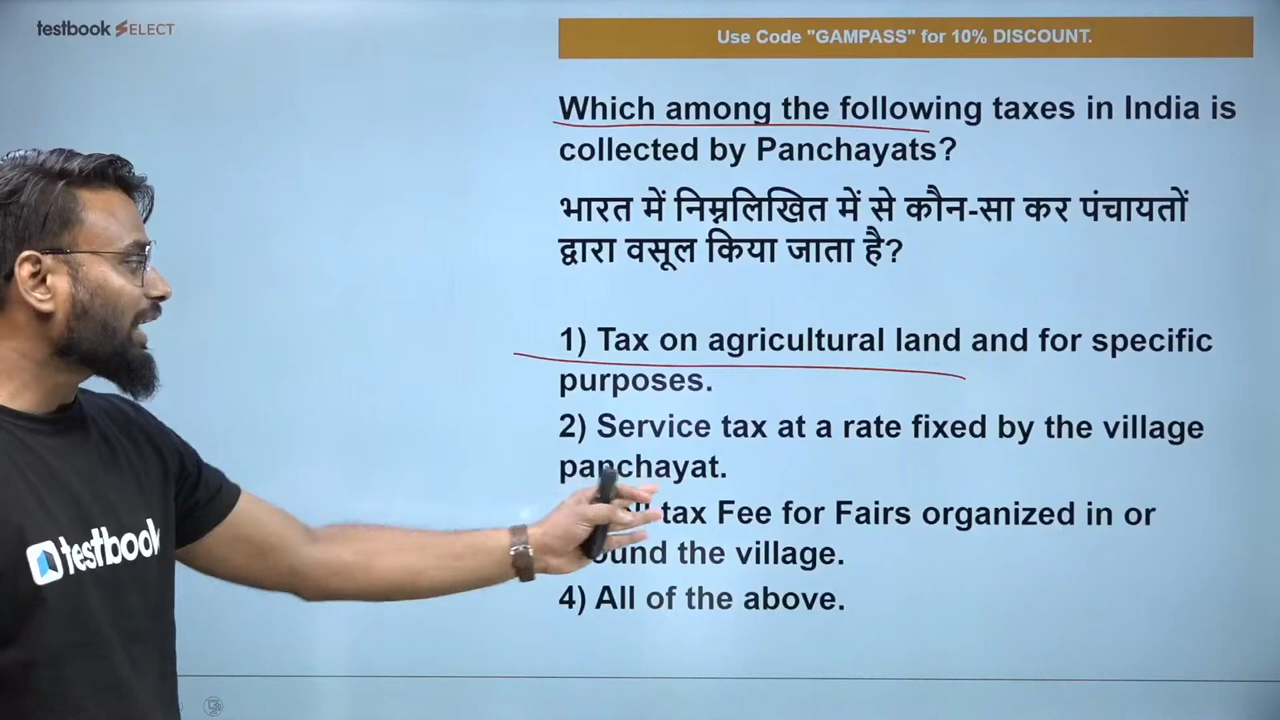 testbook SELECT
Use Code "GAMPASS" for 10% DISCOUNT.
Which among the following taxes in India is
collected by Panchayats?
भारत में निम्नलिखित में से कौन-सा कर पंचायतों
द्वारा वसूल किया जाता है?
1) Tax on agricultural land and for specific
purposes.
2) Service tax at a rate fixed by the village
panchayat.
tax Fee for Fairs organized in or
the village.
4) All of the above.
testbook